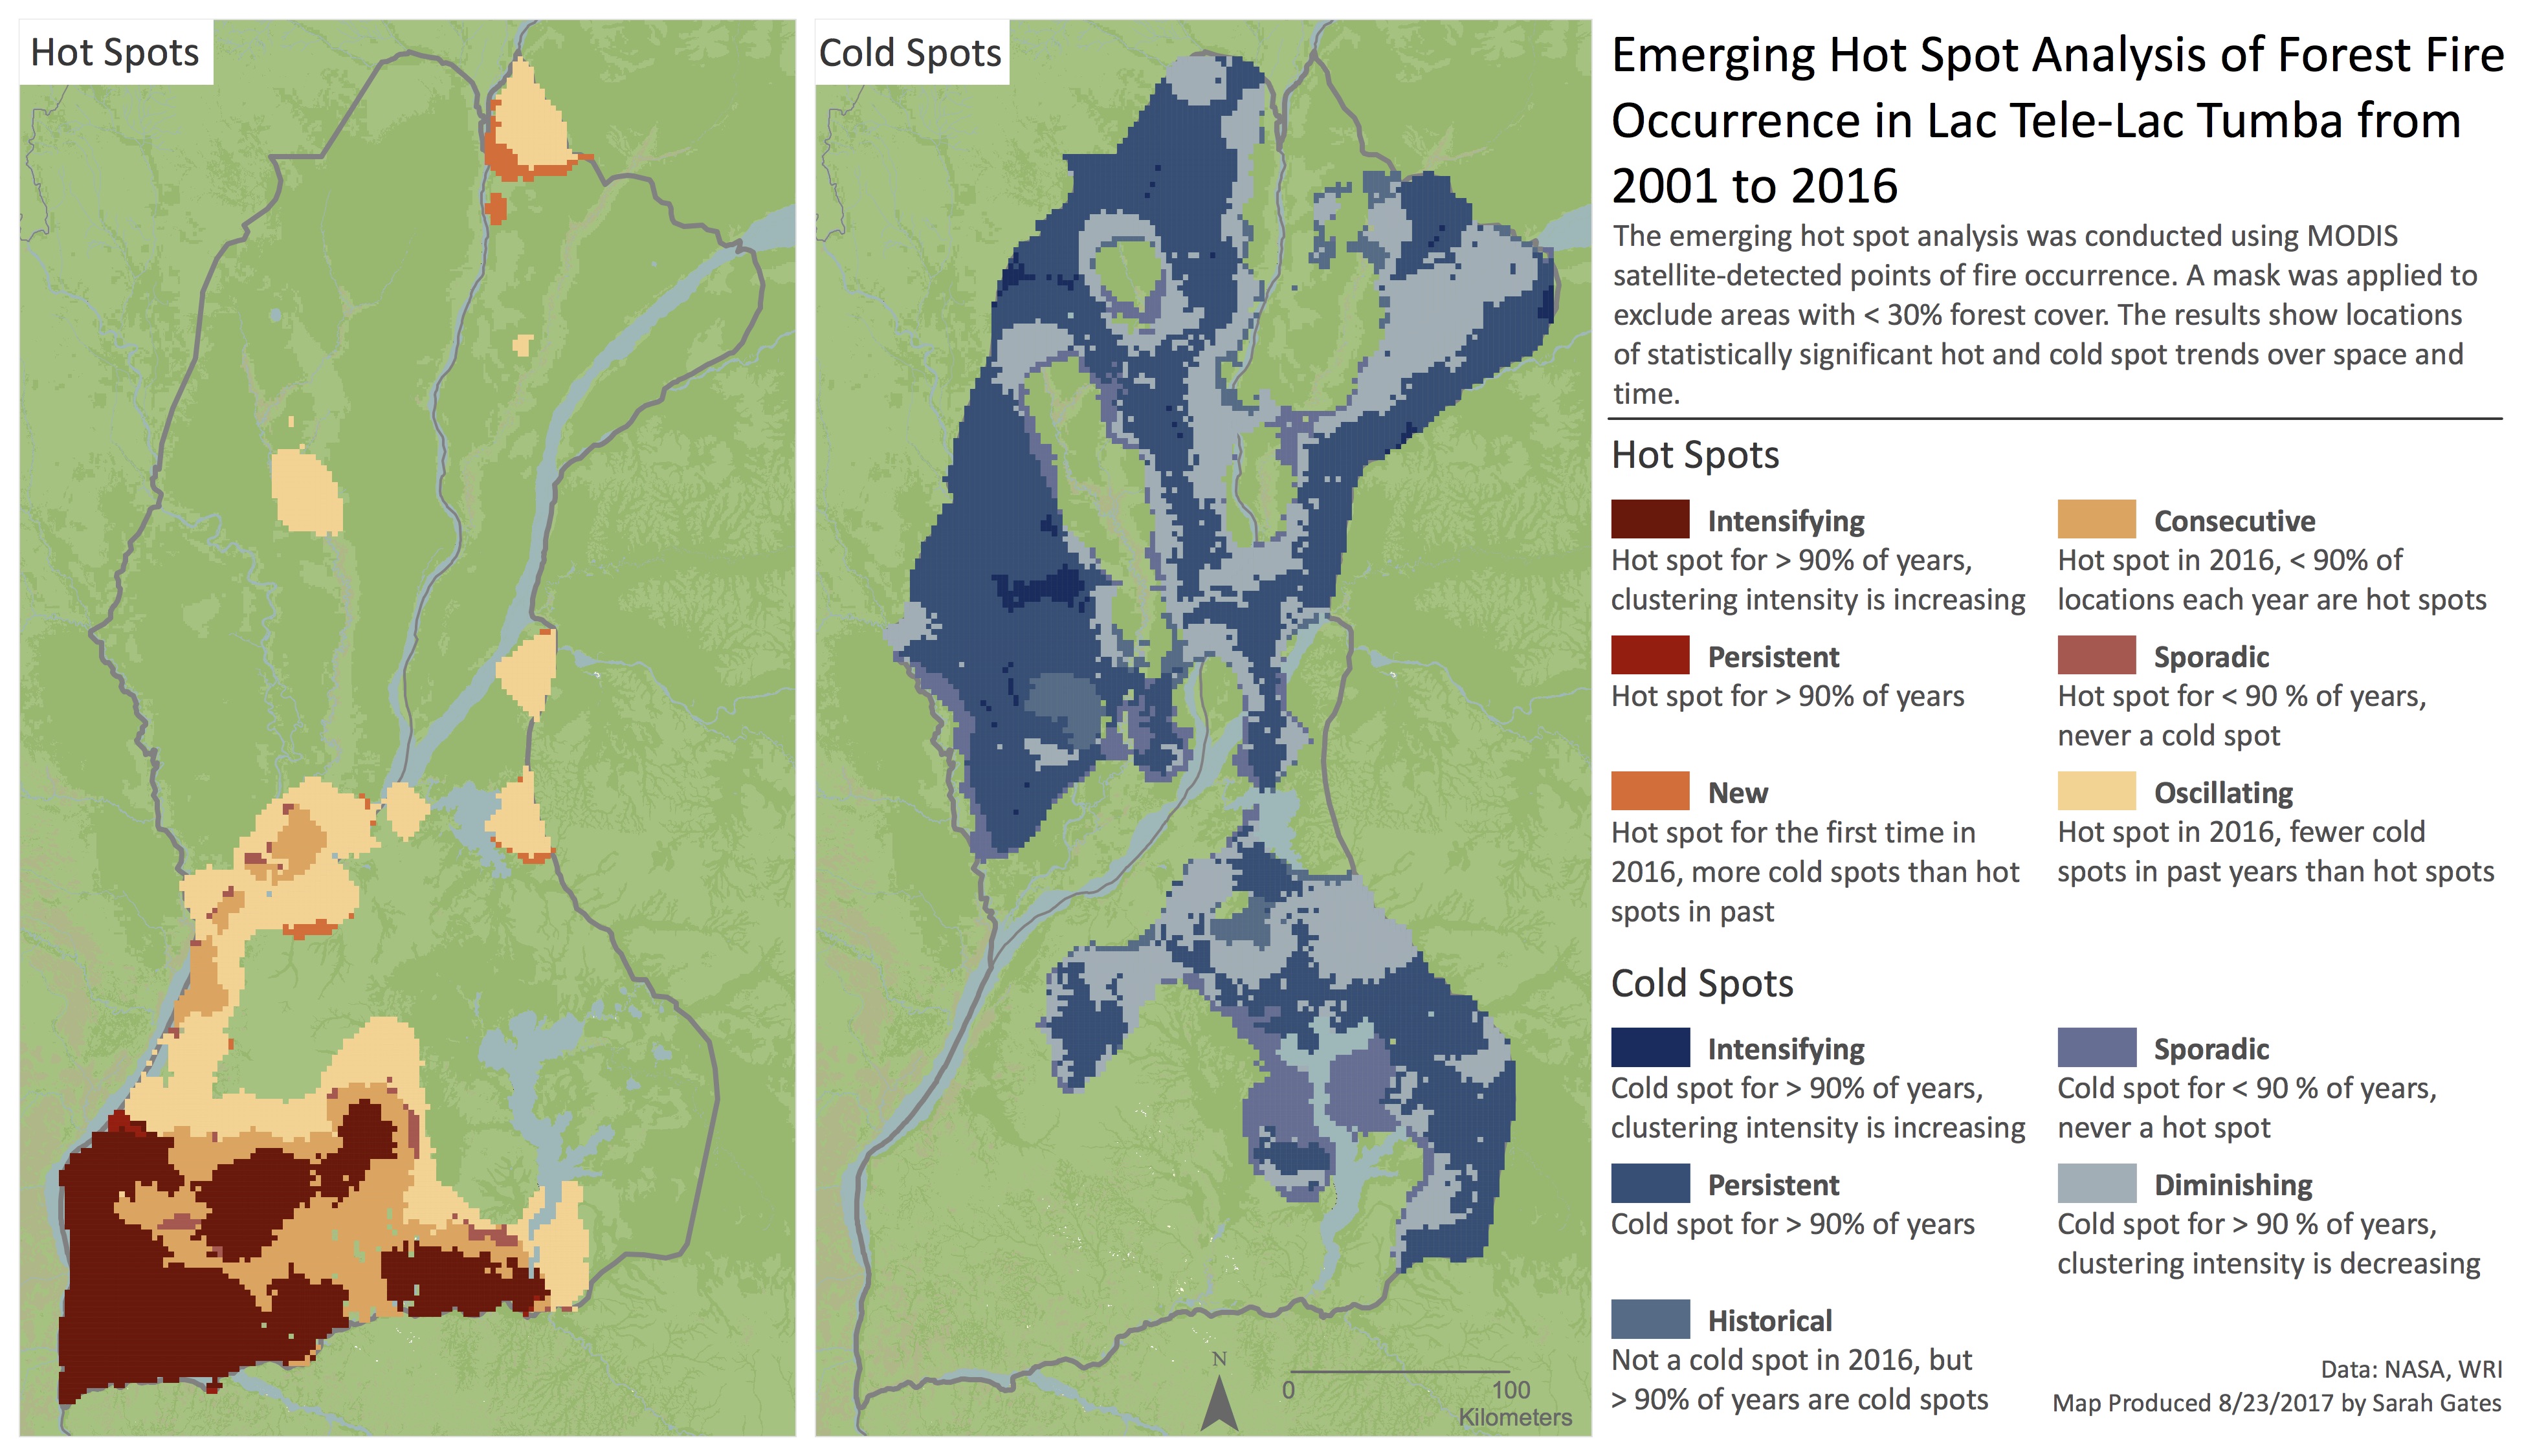 Hot Spots
Cold Spots
Emerging Hot Spot Analysis of Forest Fire
Occurrence in Lac Tele-Lac Tumba from
2001 to 2016
The emerging hot spot analysis was conducted using MODIS
satellite-detected points of fire occurrence. A mask was applied to
exclude areas with < 30% forest cover. The results show locations
of statistically significant hot and cold spot trends over space and
time.
Hot Spots
Intensifying
Hot spot for > 90% of years,
clustering intensity is increasing
Consecutive
Hot spot in 2016, < 90% of
locations each year are hot spots
Persistent
Hot spot for > 90% of years
Sporadic
Hot spot for < 90 % of years,
never a cold spot
New
Hot spot for the first time in
2016, more cold spots than hot
spots in past
Oscillating
Hot spot in 2016, fewer cold
spots in past years than hot spots
Cold Spots
Intensifying
Cold spot for > 90% of years,
clustering intensity is increasing
Sporadic
Cold spot for < 90 % of years,
never a hot spot
Persistent
Cold spot for > 90% of years
Diminishing
Cold spot for > 90 % of years,
clustering intensity is decreasing
Historical
Not a cold spot in 2016, but
> 90% of years are cold spots
N
0 100
Kilometers
Data: NASA, WRI
Map Produced 8/23/2017 by Sarah Gates